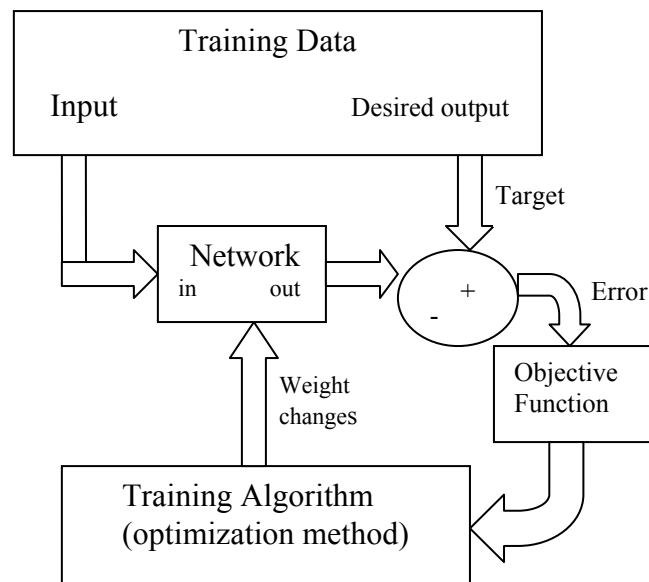 Training Data
Input
Desired output
Target
Network
in out
+
-
Error
Objective
Function
Weight
changes
Training Algorithm
(optimization method)